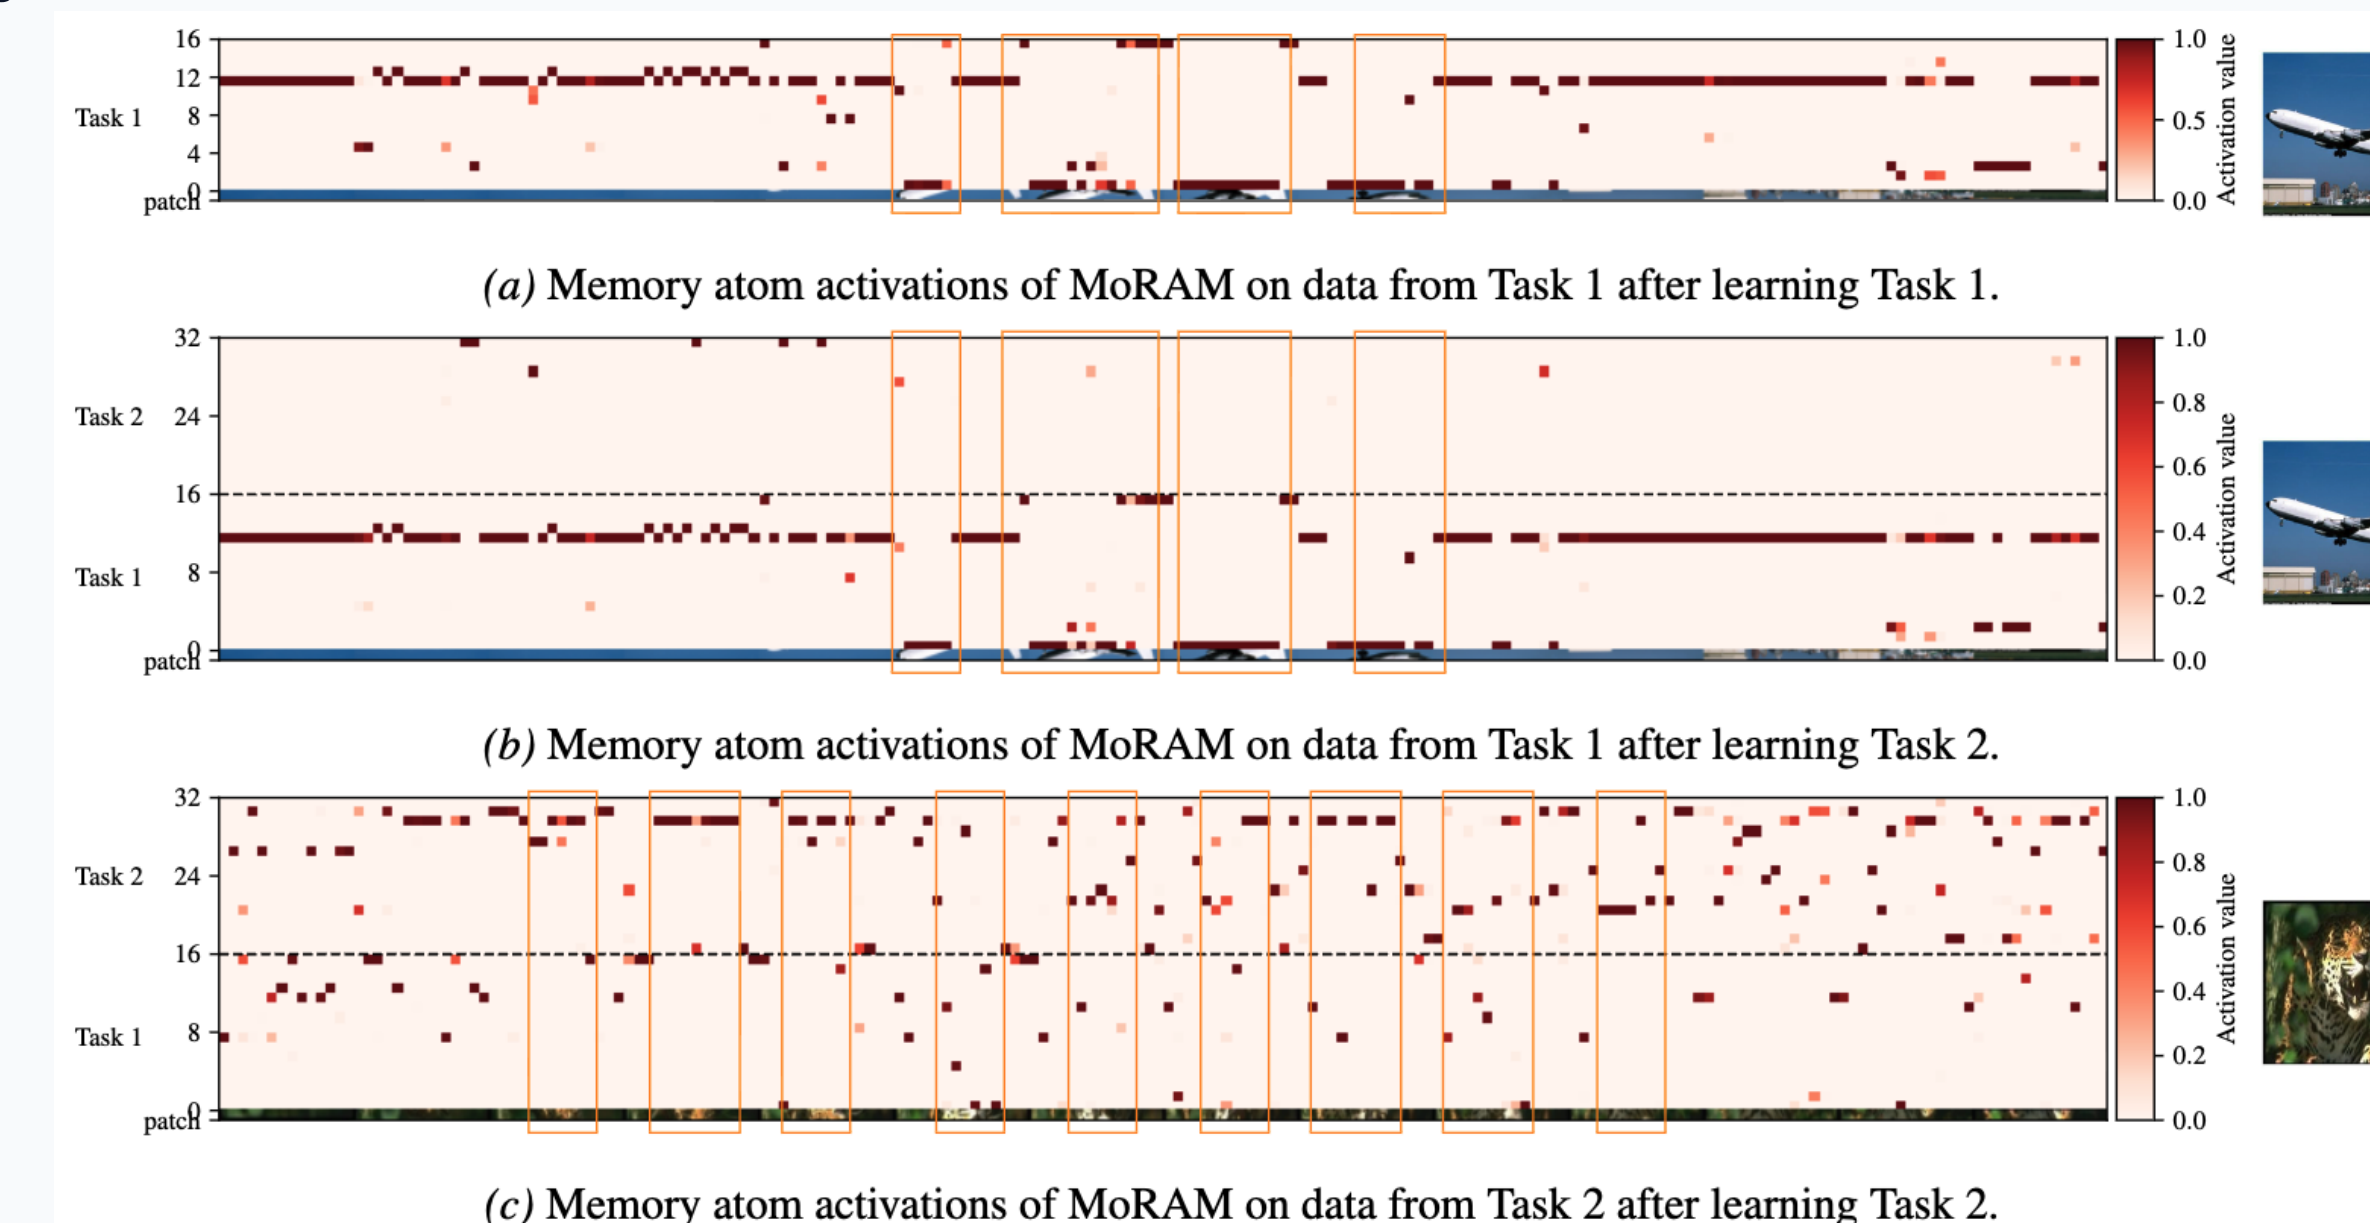 16
12
Task 1
8
4
0
patch
1.0
0.5
0.0
Activation value
(a) Memory atom activations of MoRAM on data from Task 1 after learning Task 1.
32
Task 2
24
16
Task 1
8
0
patch
1.0
0.8
0.6
0.4
0.2
0.0
Activation value
(b) Memory atom activations of MoRAM on data from Task 1 after learning Task 2.
32
Task 2
24
16
Task 1
8
0
patch
1.0
0.8
0.6
0.4
0.2
0.0
Activation value
(c) Memory atom activations of MoRAM on data from Task 2 after learning Task 2.